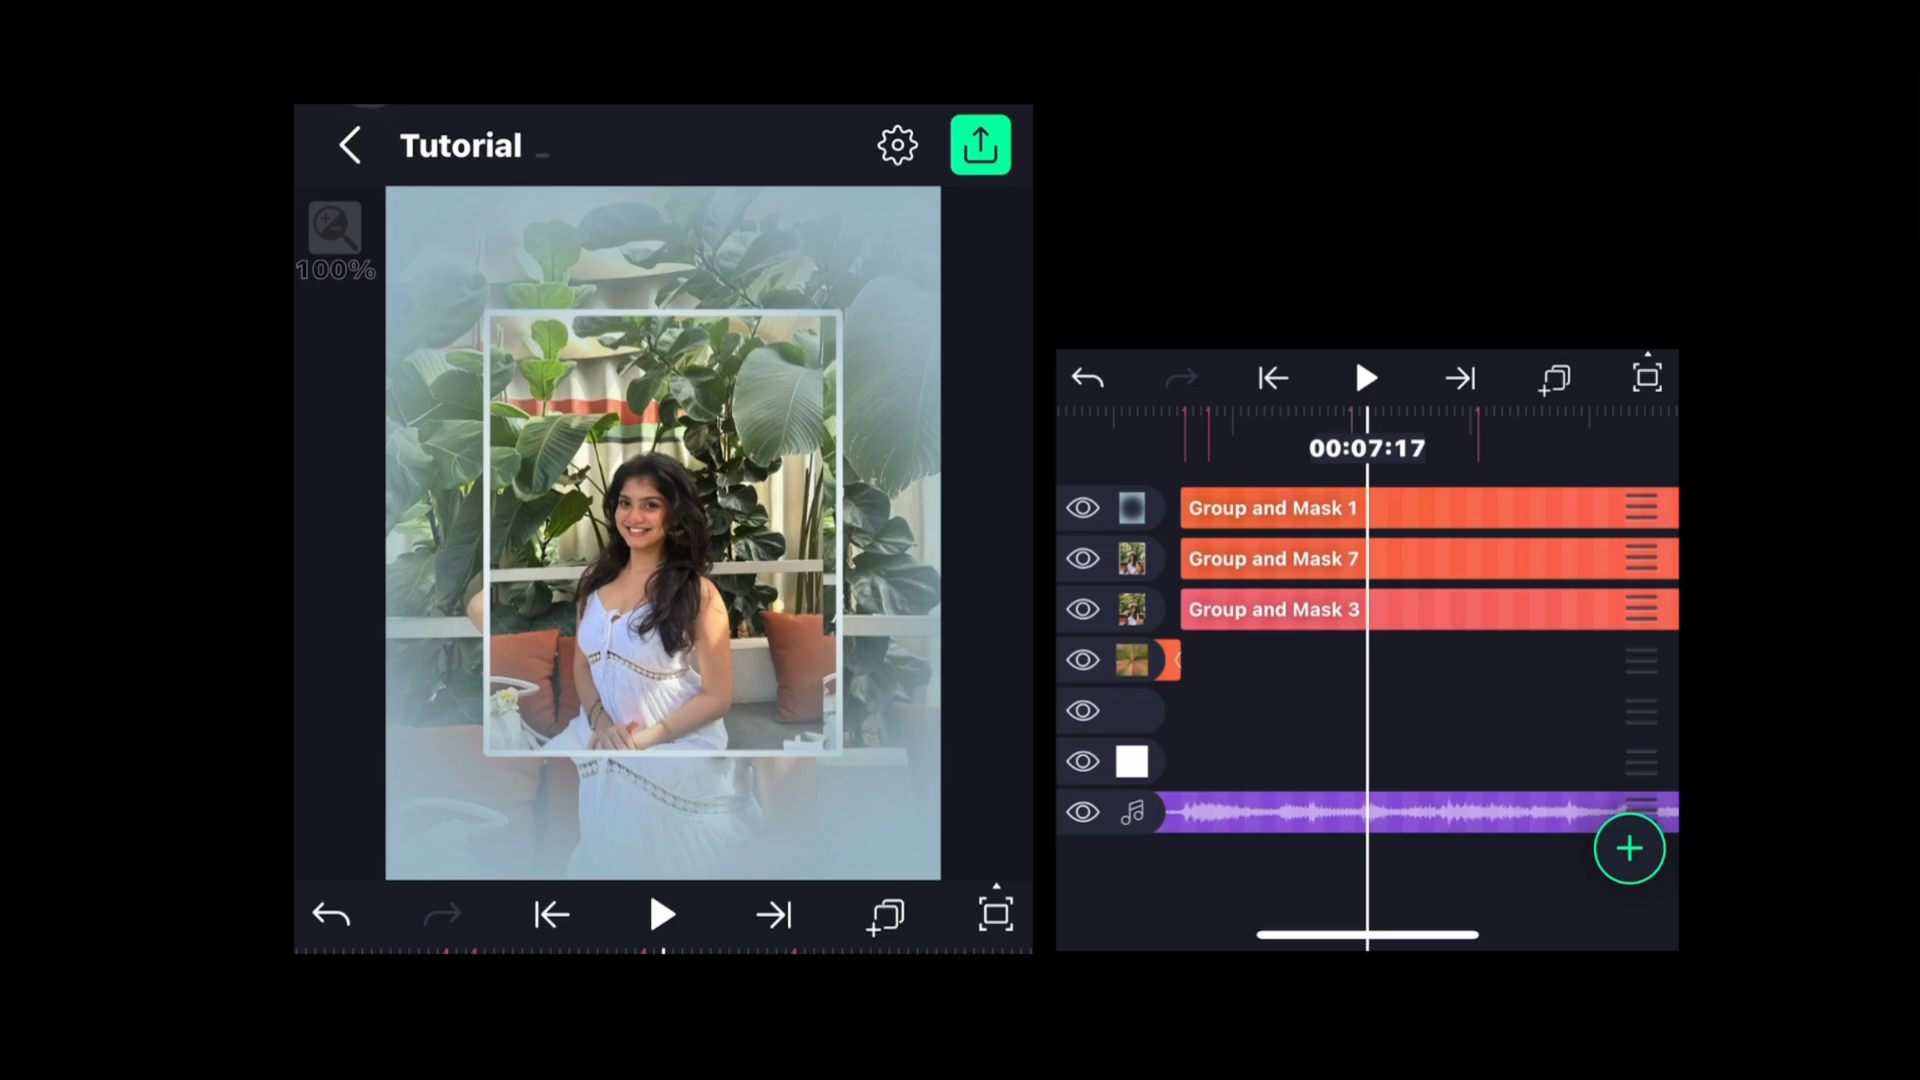 Tutorial
100%
00:07:17
Group and Mask 1
Group and Mask 7
Group and Mask 3